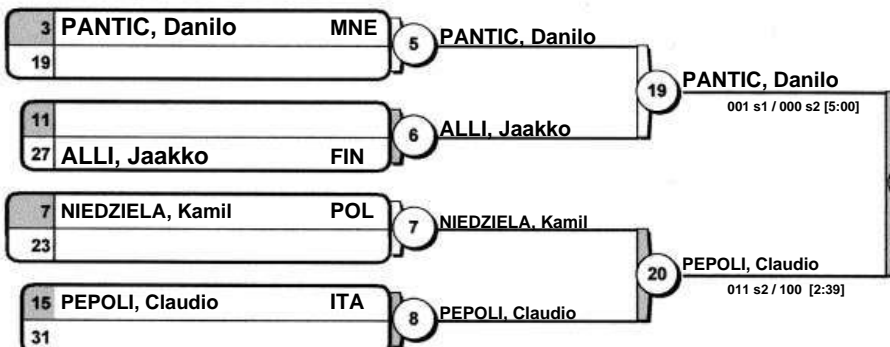 3 PANTIC, Danilo MNE
19
5 PANTIC, Danilo
19 PANTIC, Danilo
001 s1 / 000 s2 [5:00]
11
27 ALLI, Jaakko FIN
6 ALLI, Jaakko
7 NIEDZIELA, Kamil POL
23
7 NIEDZIELA, Kamil
20 PEPOLI, Claudio
011 s2 / 100 [2:39]
15 PEPOLI, Claudio ITA
31
8 PEPOLI, Claudio